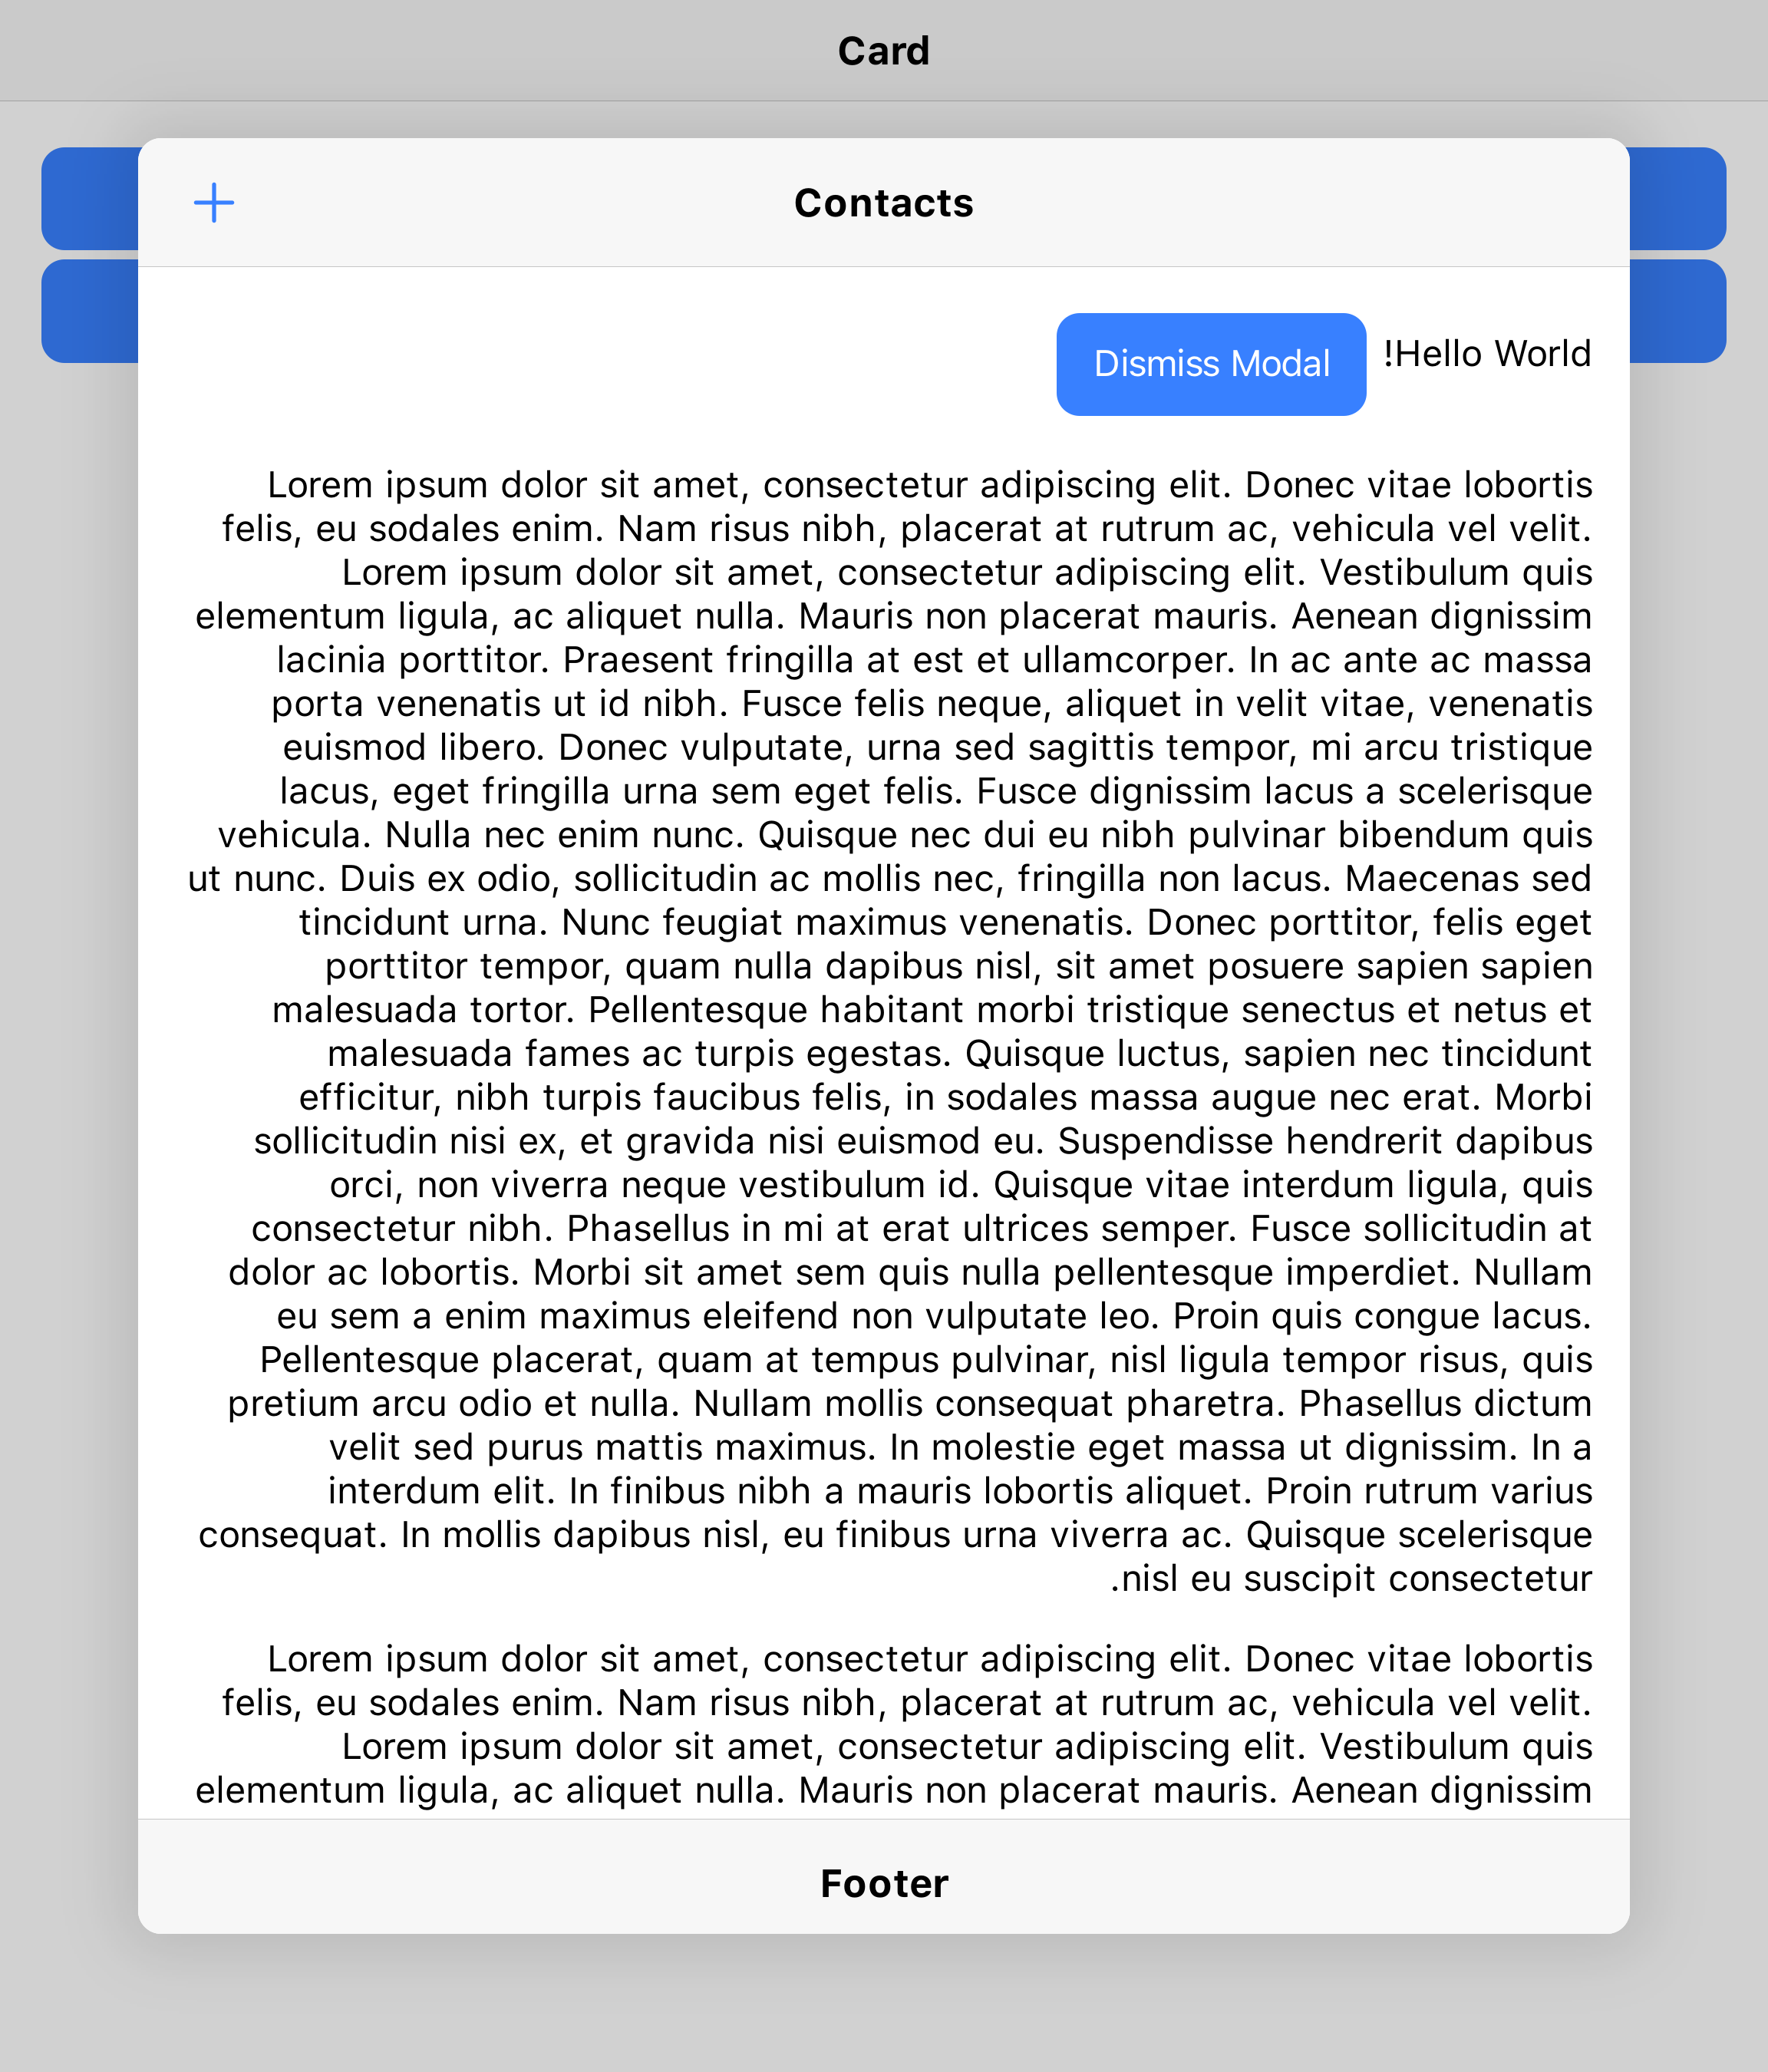 Card
Contacts
!Hello World
Dismiss Modal
Lorem ipsum dolor sit amet, consectetur adipiscing elit. Donec vitae lobortis
felis, eu sodales enim. Nam risus nibh, placerat at rutrum ac, vehicula vel velit.
Lorem ipsum dolor sit amet, consectetur adipiscing elit. Vestibulum quis
elementum ligula, ac aliquet nulla. Mauris non placerat mauris. Aenean dignissim
lacinia porttitor. Praesent fringilla at est et ullamcorper. In ac ante ac massa
porta venenatis ut id nibh. Fusce felis neque, aliquet in velit vitae, venenatis
euismod libero. Donec vulputate, urna sed sagittis tempor, mi arcu tristique
lacus, eget fringilla urna sem eget felis. Fusce dignissim lacus a scelerisque
vehicula. Nulla nec enim nunc. Quisque nec dui eu nibh pulvinar bibendum quis
ut nunc. Duis ex odio, sollicitudin ac mollis nec, fringilla non lacus. Maecenas sed
tincidunt urna. Nunc feugiat maximus venenatis. Donec porttitor, felis eget
porttitor tempor, quam nulla dapibus nisl, sit amet posuere sapien sapien
malesuada tortor. Pellentesque habitant morbi tristique senectus et netus et
malesuada fames ac turpis egestas. Quisque luctus, sapien nec tincidunt
efficitur, nibh turpis faucibus felis, in sodales massa augue nec erat. Morbi
sollicitudin nisi ex, et gravida nisi euismod eu. Suspendisse hendrerit dapibus
orci, non viverra neque vestibulum id. Quisque vitae interdum ligula, quis
consectetur nibh. Phasellus in mi at erat ultrices semper. Fusce sollicitudin at
dolor ac lobortis. Morbi sit amet sem quis nulla pellentesque imperdiet. Nullam
eu sem a enim maximus eleifend non vulputate leo. Proin quis congue lacus.
Pellentesque placerat, quam at tempus pulvinar, nisl ligula tempor risus, quis
pretium arcu odio et nulla. Nullam mollis consequat pharetra. Phasellus dictum
velit sed purus mattis maximus. In molestie eget massa ut dignissim. In a
interdum elit. In finibus nibh a mauris lobortis aliquet. Proin rutrum varius
consequat. In mollis dapibus nisl, eu finibus urna viverra ac. Quisque scelerisque
.nisl eu suscipit consectetur
Lorem ipsum dolor sit amet, consectetur adipiscing elit. Donec vitae lobortis
felis, eu sodales enim. Nam risus nibh, placerat at rutrum ac, vehicula vel velit.
Lorem ipsum dolor sit amet, consectetur adipiscing elit. Vestibulum quis
elementum ligula, ac aliquet nulla. Mauris non placerat mauris. Aenean dignissim
Footer